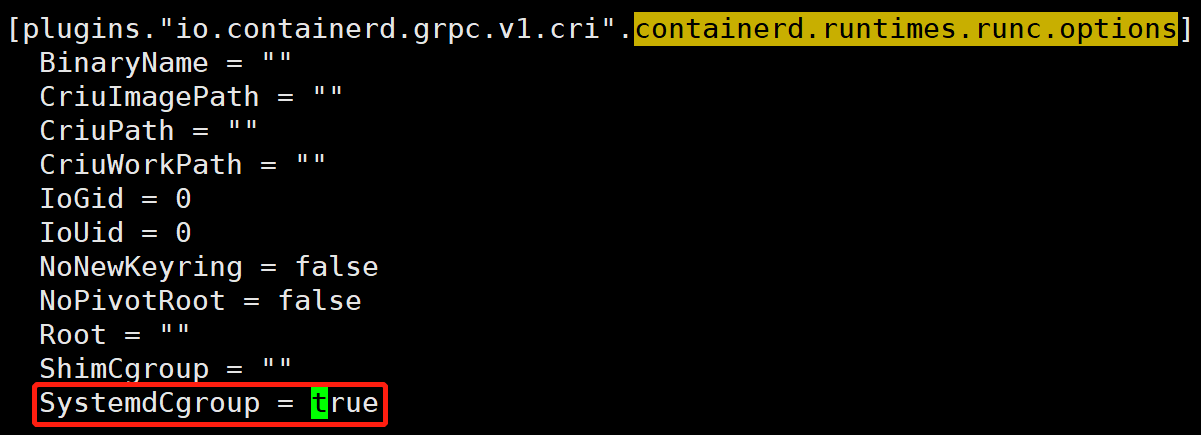 [plugins."io.containerd.grpc.v1.cri".containerd.runtimes.runc.options]
BinaryName = ""
CriuImagePath = ""
CriuPath = ""
CriuWorkPath = ""
IoGid = 0
IoUid = 0
NoNewKeyring = false
NoPivotRoot = false
Root = ""
ShimCgroup = ""
SystemdCgroup = true